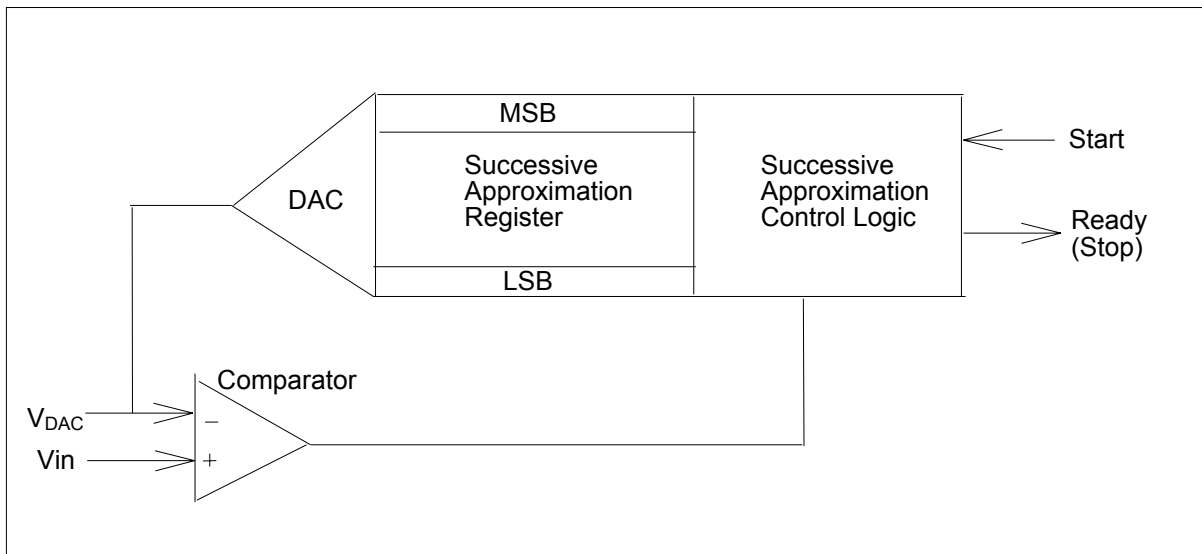 MSB
Successive
Approximation
Register
LSB
DAC
Successive
Approximation
Control Logic
Start
Ready
(Stop)
Comparator
VDAC
−
Vin
+